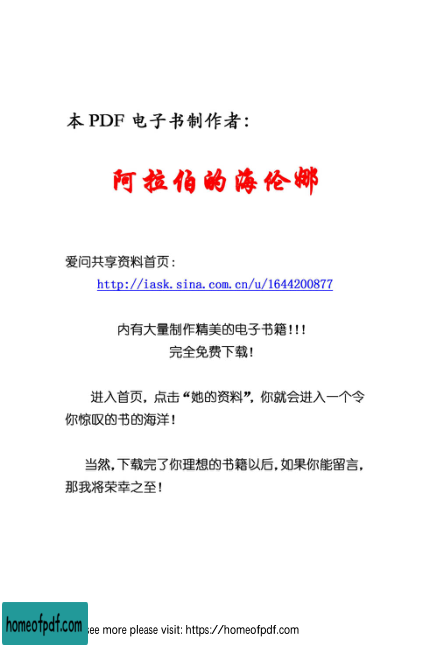 本 PDF 电子书制作者：
阿拉伯的海伦娜
爱问共享资料首页：
http://iask.sina.com.cn/u/1644200877
内有大量制作精美的电子书籍！！！
完全免费下载！
进入首页，点击“她的资料”，你就会进入一个令
你惊叹的书的海洋！
当然，下载完了你理想的书籍以后，如果你能留言，
那我将荣幸之至！
homeofpdf.com
see more please visit: https://homeofpdf.com